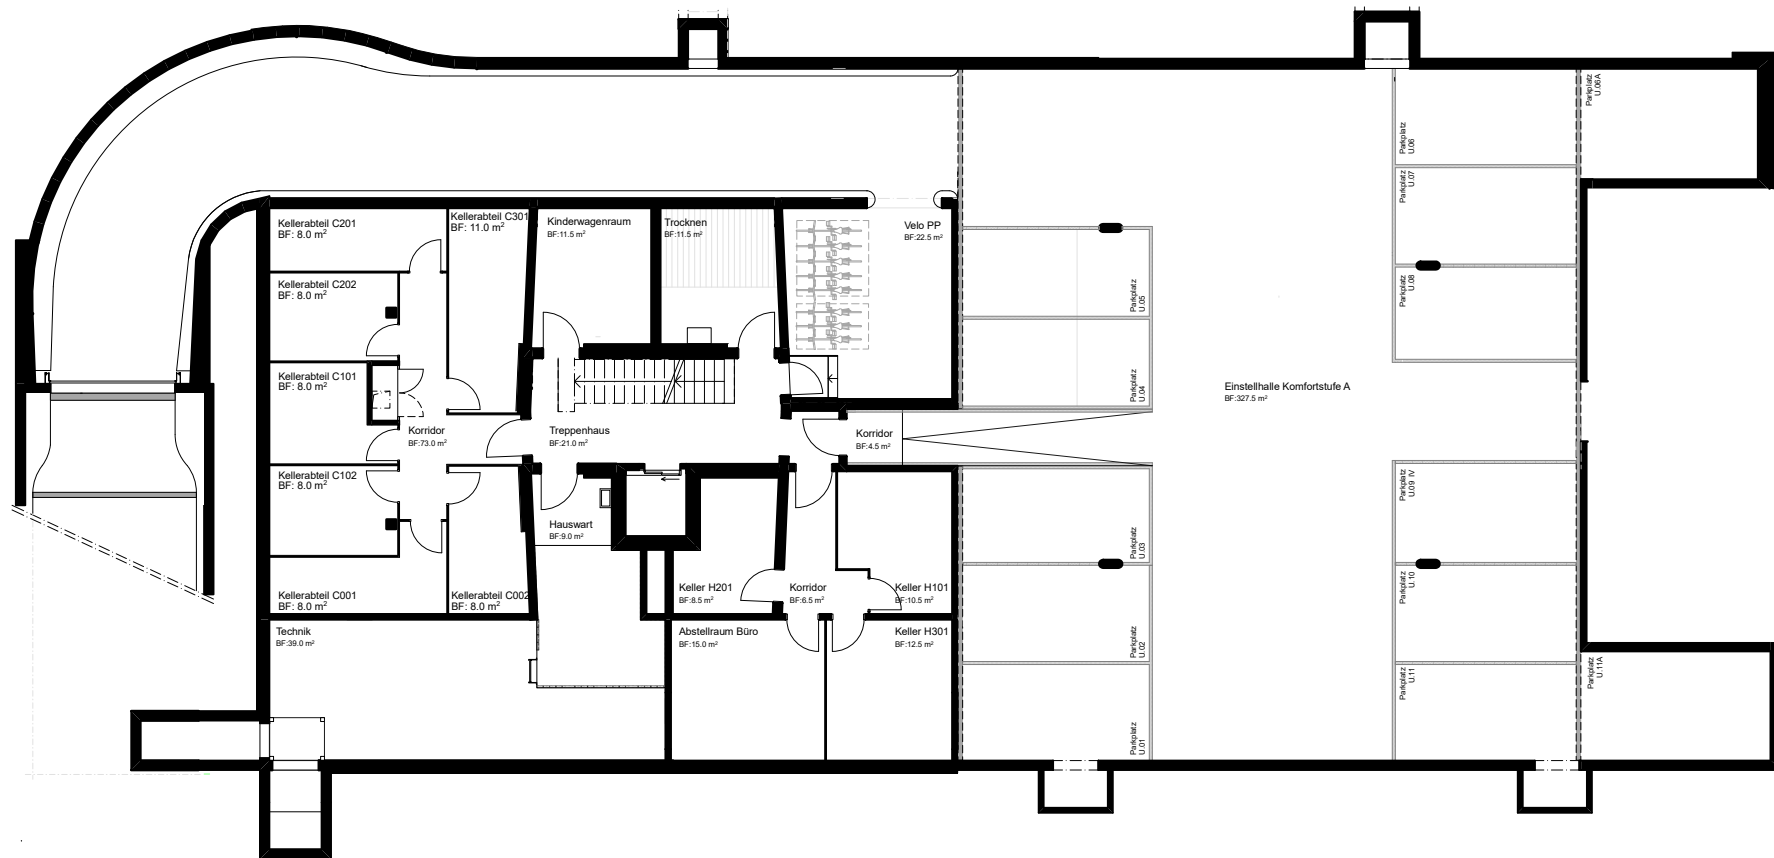 Kellerabteil C201
BF: 8.0 m²
Kellerabteil C301
BF: 11.0 m²
Kinderwagenraum
BF:11.5 m²
Trocknen
BF:11.5 m²
Velo PP
BF:22.5 m²
Parkplatz
U.06
Parkplatz
U.06A
Parkplatz
U.07
Kellerabteil C202
BF: 8.0 m²
Parkplatz
U.05
Parkplatz
U.08
Kellerabteil C101
BF: 8.0 m²
Parkplatz
U.04
Einstellhalle Komfortstufe A
BF:327.5 m²
Korridor
BF:73.0 m²
Treppenhaus
BF:21.0 m²
Korridor
BF:4.5 m²
Kellerabteil C102
BF: 8.0 m²
Parkplatz
U.09 IV
Hauswart
BF:9.0 m²
Parkplatz
U.03
Parkplatz
U.10
Kellerabteil C001
BF: 8.0 m²
Kellerabteil C002
BF: 8.0 m²
Keller H201
BF:8.5 m²
Korridor
BF:6.5 m²
Keller H101
BF:10.5 m²
Technik
BF:39.0 m²
Abstellraum Büro
BF:15.0 m²
Keller H301
BF:12.5 m²
Parkplatz
U.02
Parkplatz
U.11
Parkplatz
U.11A
Parkplatz
U.01